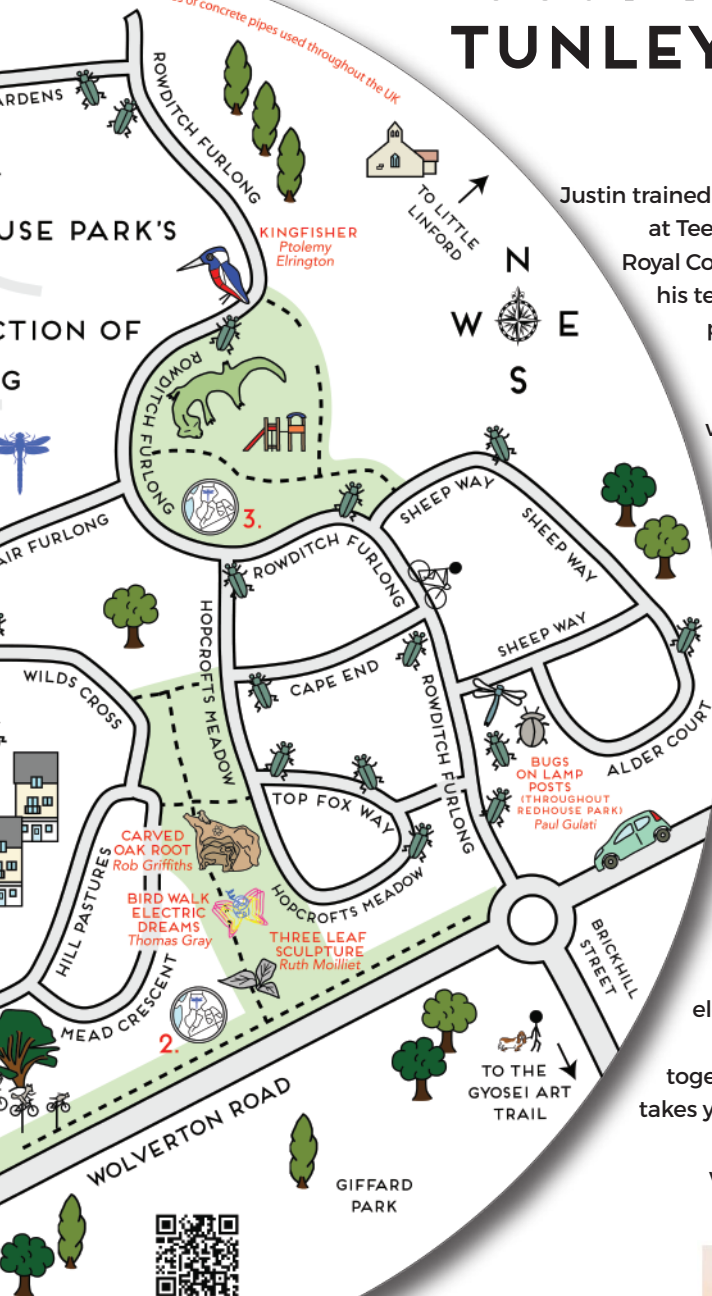 s of concrete pipes used throughout the UK
TUNLEY
ARDENS
ROWDITCH FURLONG
TO LITTLE
LINFORD
Justin trained
at Tee
Royal Co
his te
USE PARK'S
KINGFISHER
Ptolemy
Elrington
N
W E
S
CTION OF
G
ROWDITCH FURLONG
3.
SHEEP WAY
SHEEP WAY
AIR FURLONG
ROWDITCH FURLONG
SHEEP WAY
HOPCROFTS MEADOW
CAPE END
WILDS CROSS
ROWDITCH FURLONG
ALDER COURT
BUGS
ON LAMP
POSTS
(THROUGHOUT
REDHOUSE PARK)
Paul Gulati
TOP FOX WAY
CARVED
OAK ROOT
Rob Griffiths
HILL PASTURES
BIRD WALK
ELECTRIC
DREAMS
Thomas Gray
HOPCROFTS MEADOW
THREE LEAF
SCULPTURE
Ruth Moilliet
BRICKHILL
STREET
MEAD CRESCENT
2.
el
toge
takes y
TO THE
GYOSEI ART
TRAIL
WOLVERTON ROAD
GIFFARD
PARK